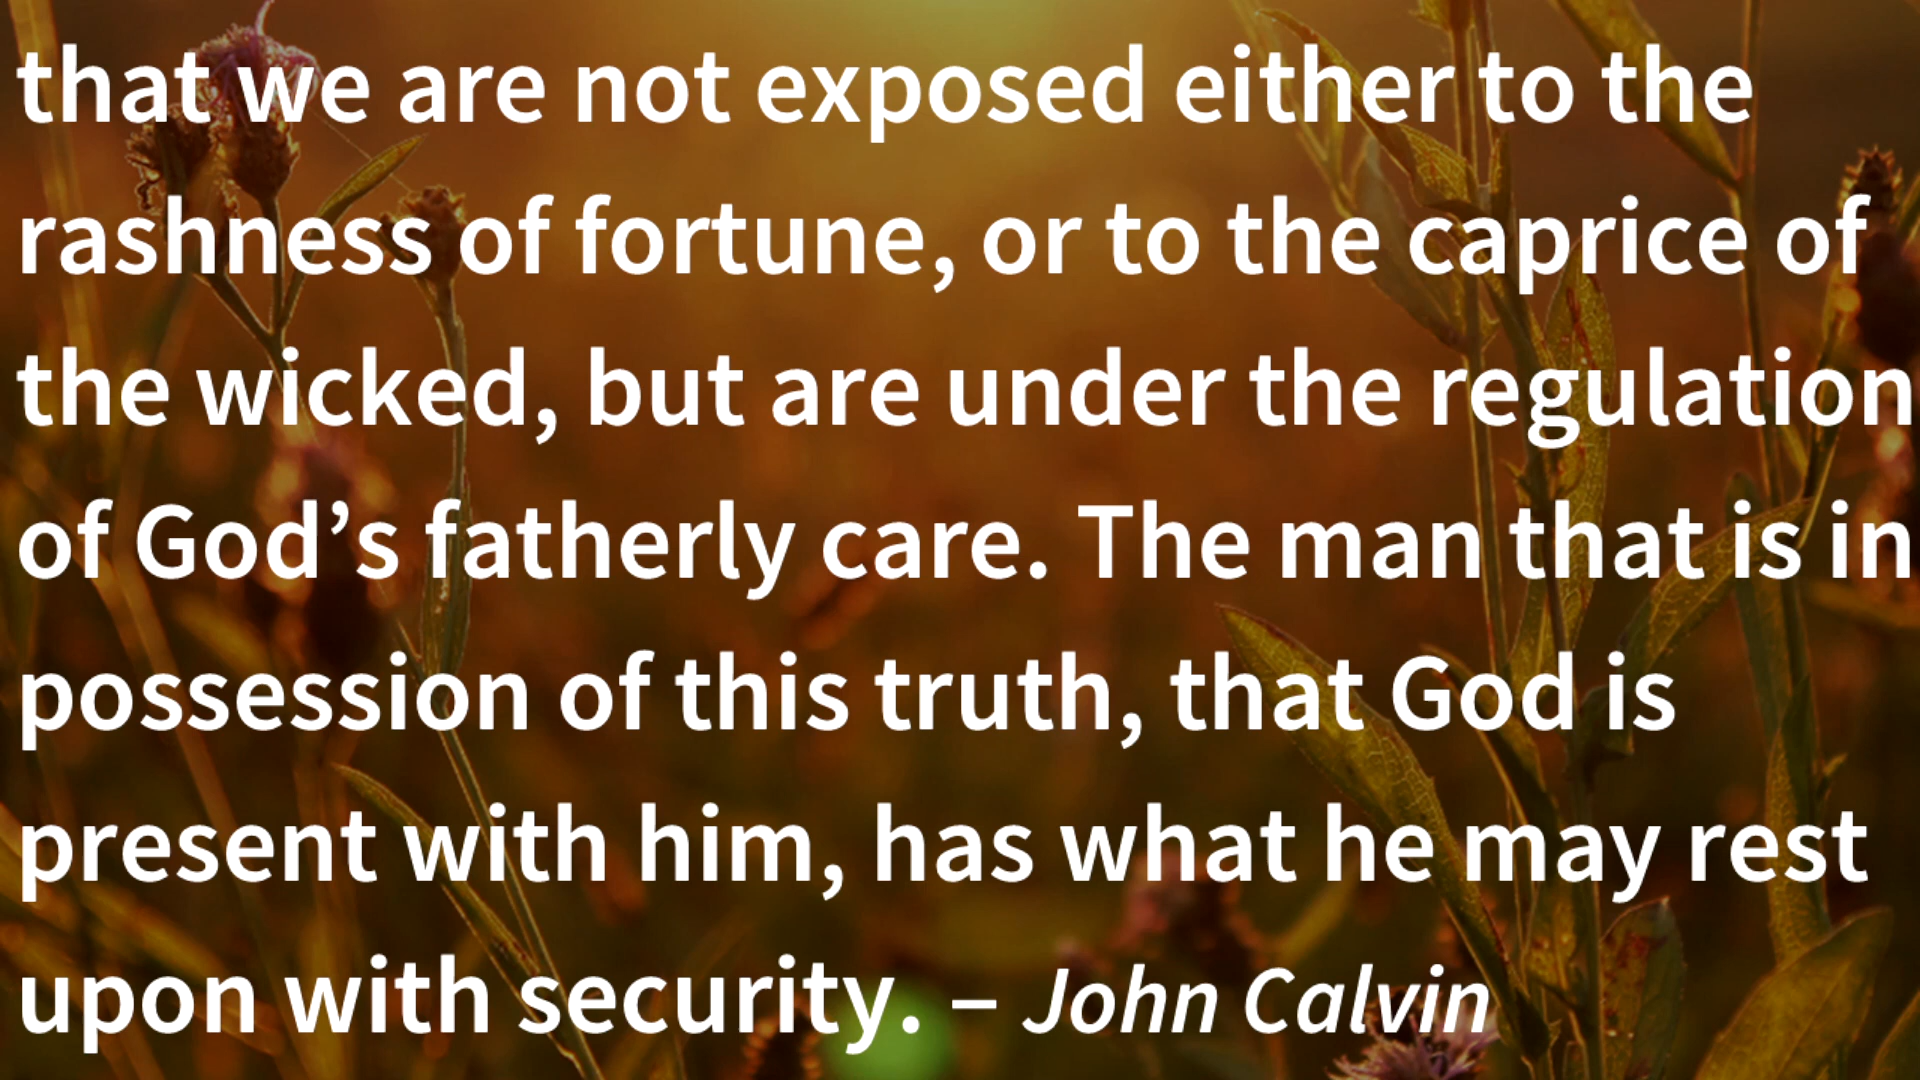 that we are not exposed either to the
rashness of fortune, or to the caprice of
the wicked, but are under the regulation
of God’s fatherly care. The man that is in
possession of this truth, that God is
present with him, has what he may rest
upon with security. – John Calvin